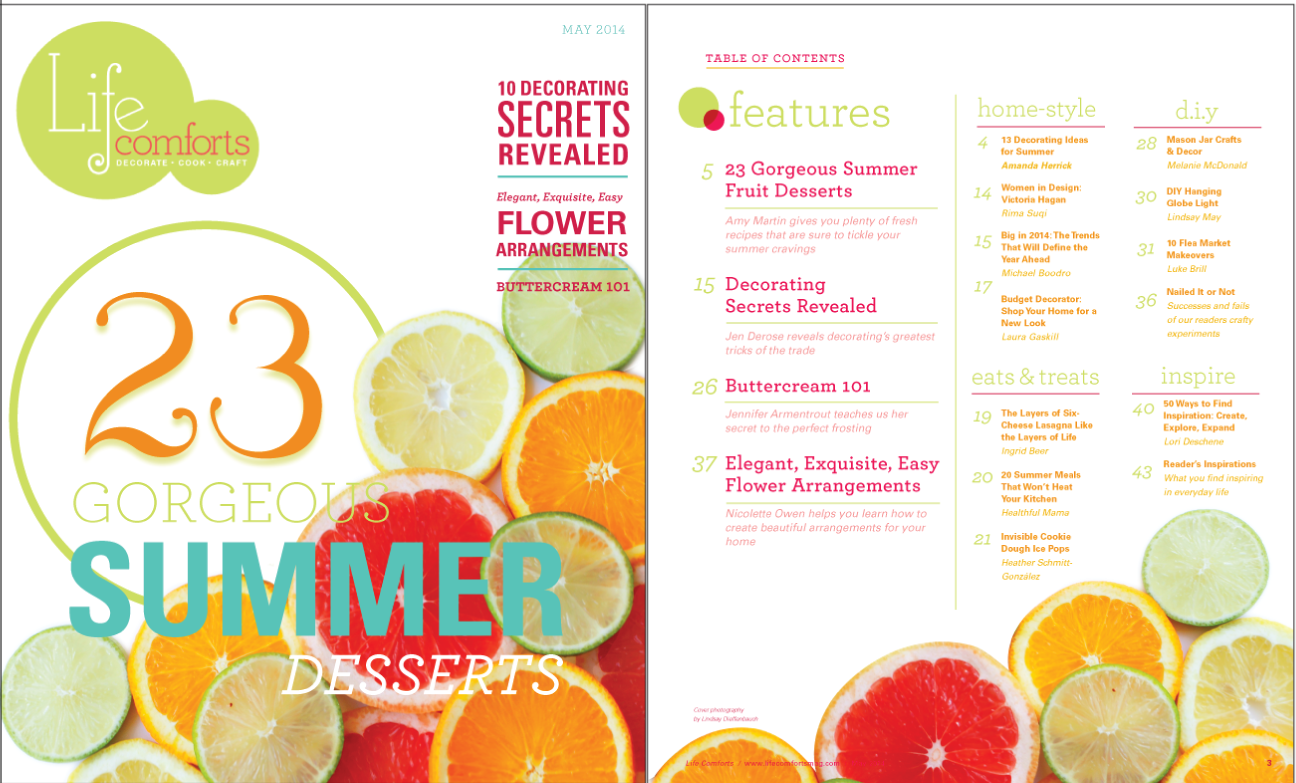 MAY 2014
Life
comforts
DECORATE • COOK • CRAFT
10 DECORATING
SECRETS
REVEALED
Elegant, Exquisite, Easy
FLOWER
ARRANGEMENTS
BUTTERCREAM 101
23
GORGEOUS
SUMMER
DESSERTS
TABLE OF CONTENTS
features
5 23 Gorgeous Summer
Fruit Desserts
Amy Martin gives you plenty of fresh
recipes that are sure to tickle your
summer cravings
15 Decorating
Secrets Revealed
Jen Derose reveals decorating's greatest
tricks of the trade
26 Buttercream 101
Jennifer Armentrout teaches us her
secret to the perfect frosting
37 Elegant, Exquisite, Easy
Flower Arrangements
Nicolette Owen helps you learn how to
create beautiful arrangements for your
home
Cover photography
by Lindsay
home-style
4 13 Decorating Ideas
for Summer
Amanda Harrick
14 Women in Design:
Victoria Hagan
Rima Suqi
15 Big in 2014: The Trends
That Will Define the
Year Ahead
Michael Boodro
17
Budget Decorator:
Shop Your Home for a
New Look
Laura Gaskill
eats & treats
19 The Layers of Six-
Cheese Lasagna Like
the Layers of Life
Ingrid Beer
20 20 Summer Meals
That Won't Heat
Your Kitchen
Healthful Mama
21 Invisible Cookie
Dough Ice Pops
Heather Schmitt-
González
d.i.y
28 Mason Jar Crafts
& Decor
Melanie McDonald
30 DIY Hanging
Globe Light
Lindsay May
31 10 Flea Market
Makeovers
Luke Brill
36 Nailed It or Not
Successes and fails
of our readers crafty
experiments
inspire
40 50 Ways to Find
Inspiration: Create,
Explore, Expand
Lori Deschene
43 Reader's Inspirations
What you find inspiring
in everyday life
Life Comforts / www.lifecomfortsmag.com
3